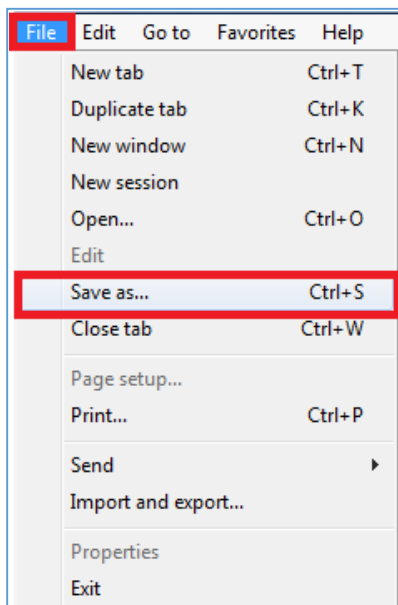 File Edit Go to Favorites Help
New tab Ctrl+T
Duplicate tab Ctrl+K
New window Ctrl+N
New session
Open... Ctrl+O
Edit
Save as... Ctrl+S
Close tab Ctrl+W
Page setup...
Print... Ctrl+P
Send
Import and export...
Properties
Exit